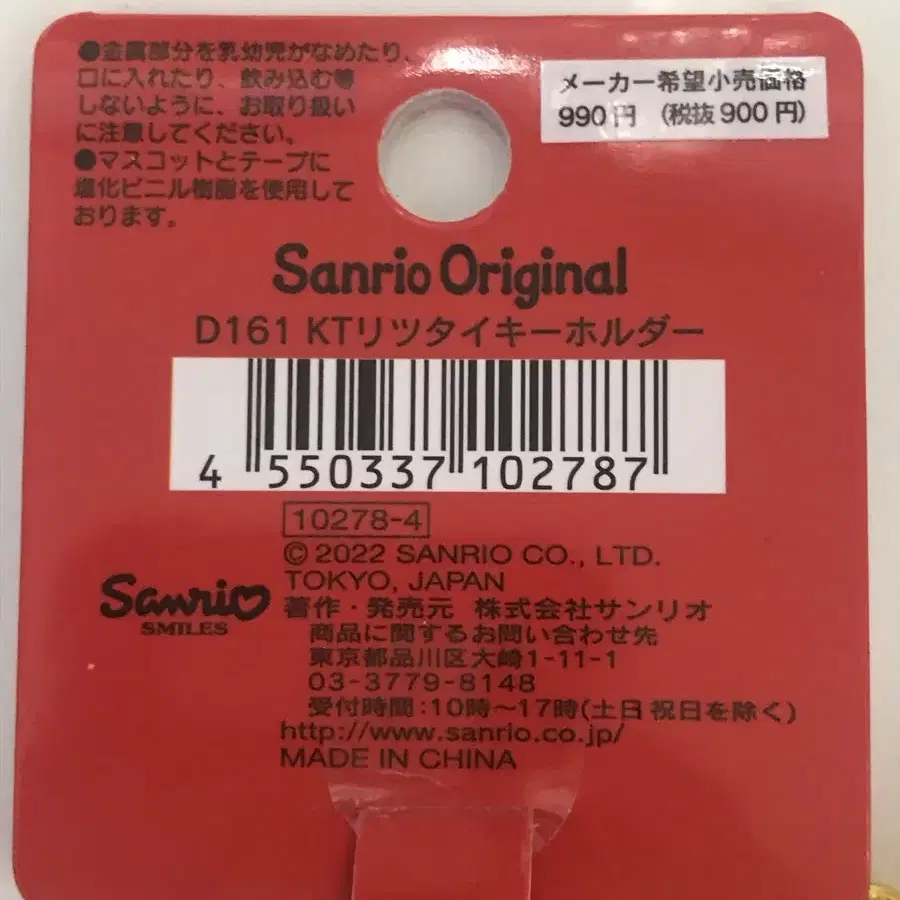 ●金属部分を乳幼児がなめたり、
口に入れたり、飲み込む等
しないように、お取り扱い
に注意してください。
●マスコットとテープに
塩化ビニル樹脂を使用して
おります。
メーカー希望小売価格
990円 (税抜900円)
Sanrio Original
D161 KTリツタイキーホルダー
4 550337 102787
10278-4
© 2022 SANRIO CO., LTD.
TOKYO, JAPAN
Sanrio
SMILES
著作・発売元 株式会社サンリオ
商品に関するお問い合わせ先
東京都品川区大崎1-11-1
03-3779-8148
受付時間:10時~17時(土日祝日を除く)
http://www.sanrio.co.jp/
MADE IN CHINA